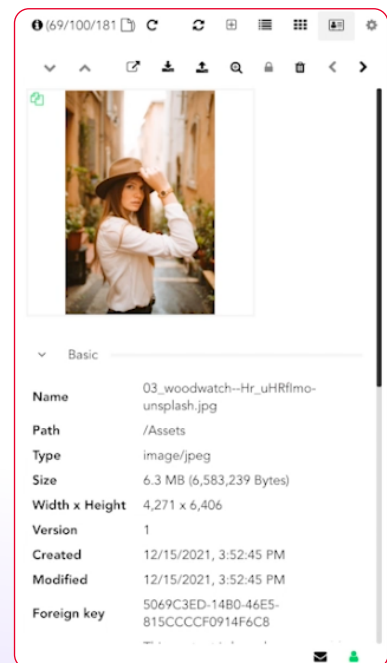 (69/100/181
Basic
Name 03_woodwatch--Hr_uHRflmo-
unsplash.jpg
Path /Assets
Type image/jpeg
Size 6.3 MB (6,583,239 Bytes)
Width x Height 4,271 x 6,406
Version 1
Created 12/15/2021, 3:52:45 PM
Modified 12/15/2021, 3:52:45 PM
Foreign key 5069C3ED-14B0-46E5-
815CCCCF0914F6C8